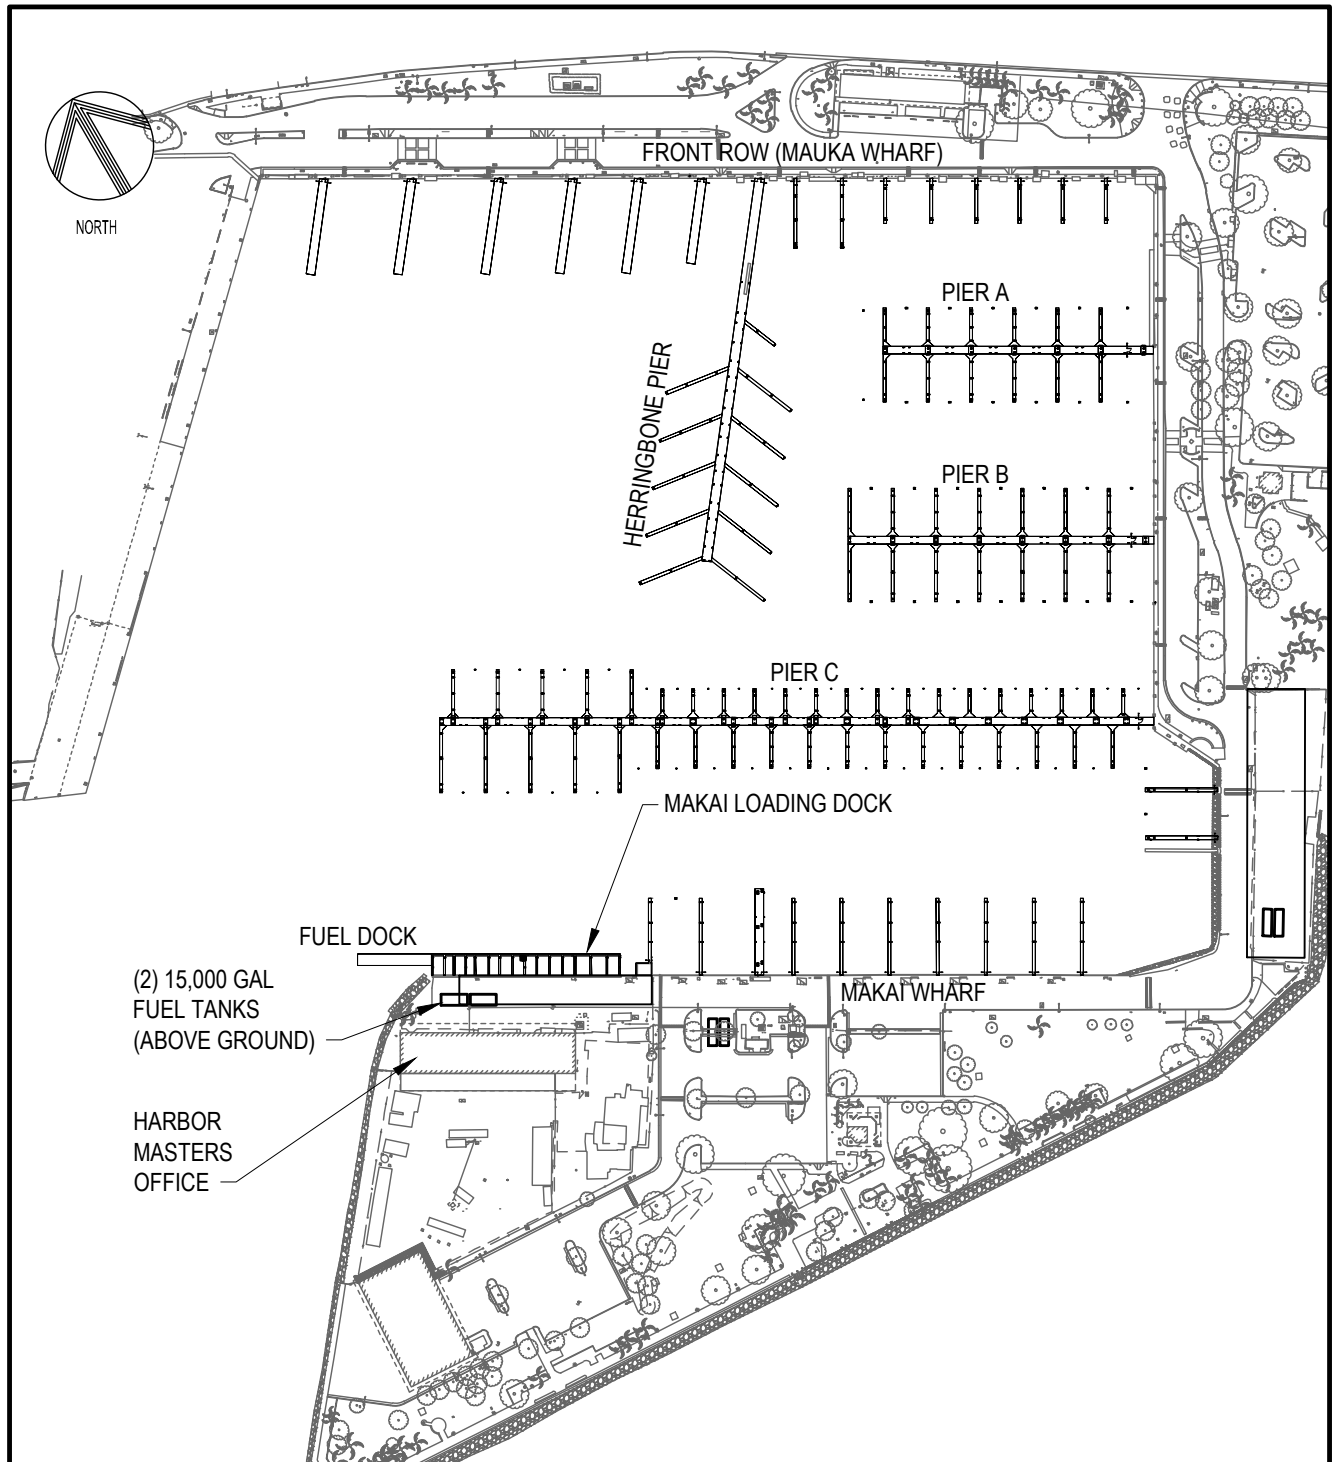 FRONT ROW (MAUKA WHARF)
NORTH
PIER A
HERRINGBONE PIER
PIER B
PIER C
MAKAI LOADING DOCK
FUEL DOCK
(2) 15,000 GAL
FUEL TANKS
(ABOVE GROUND)
MAKAI WHARF
HARBOR
MASTERS
OFFICE